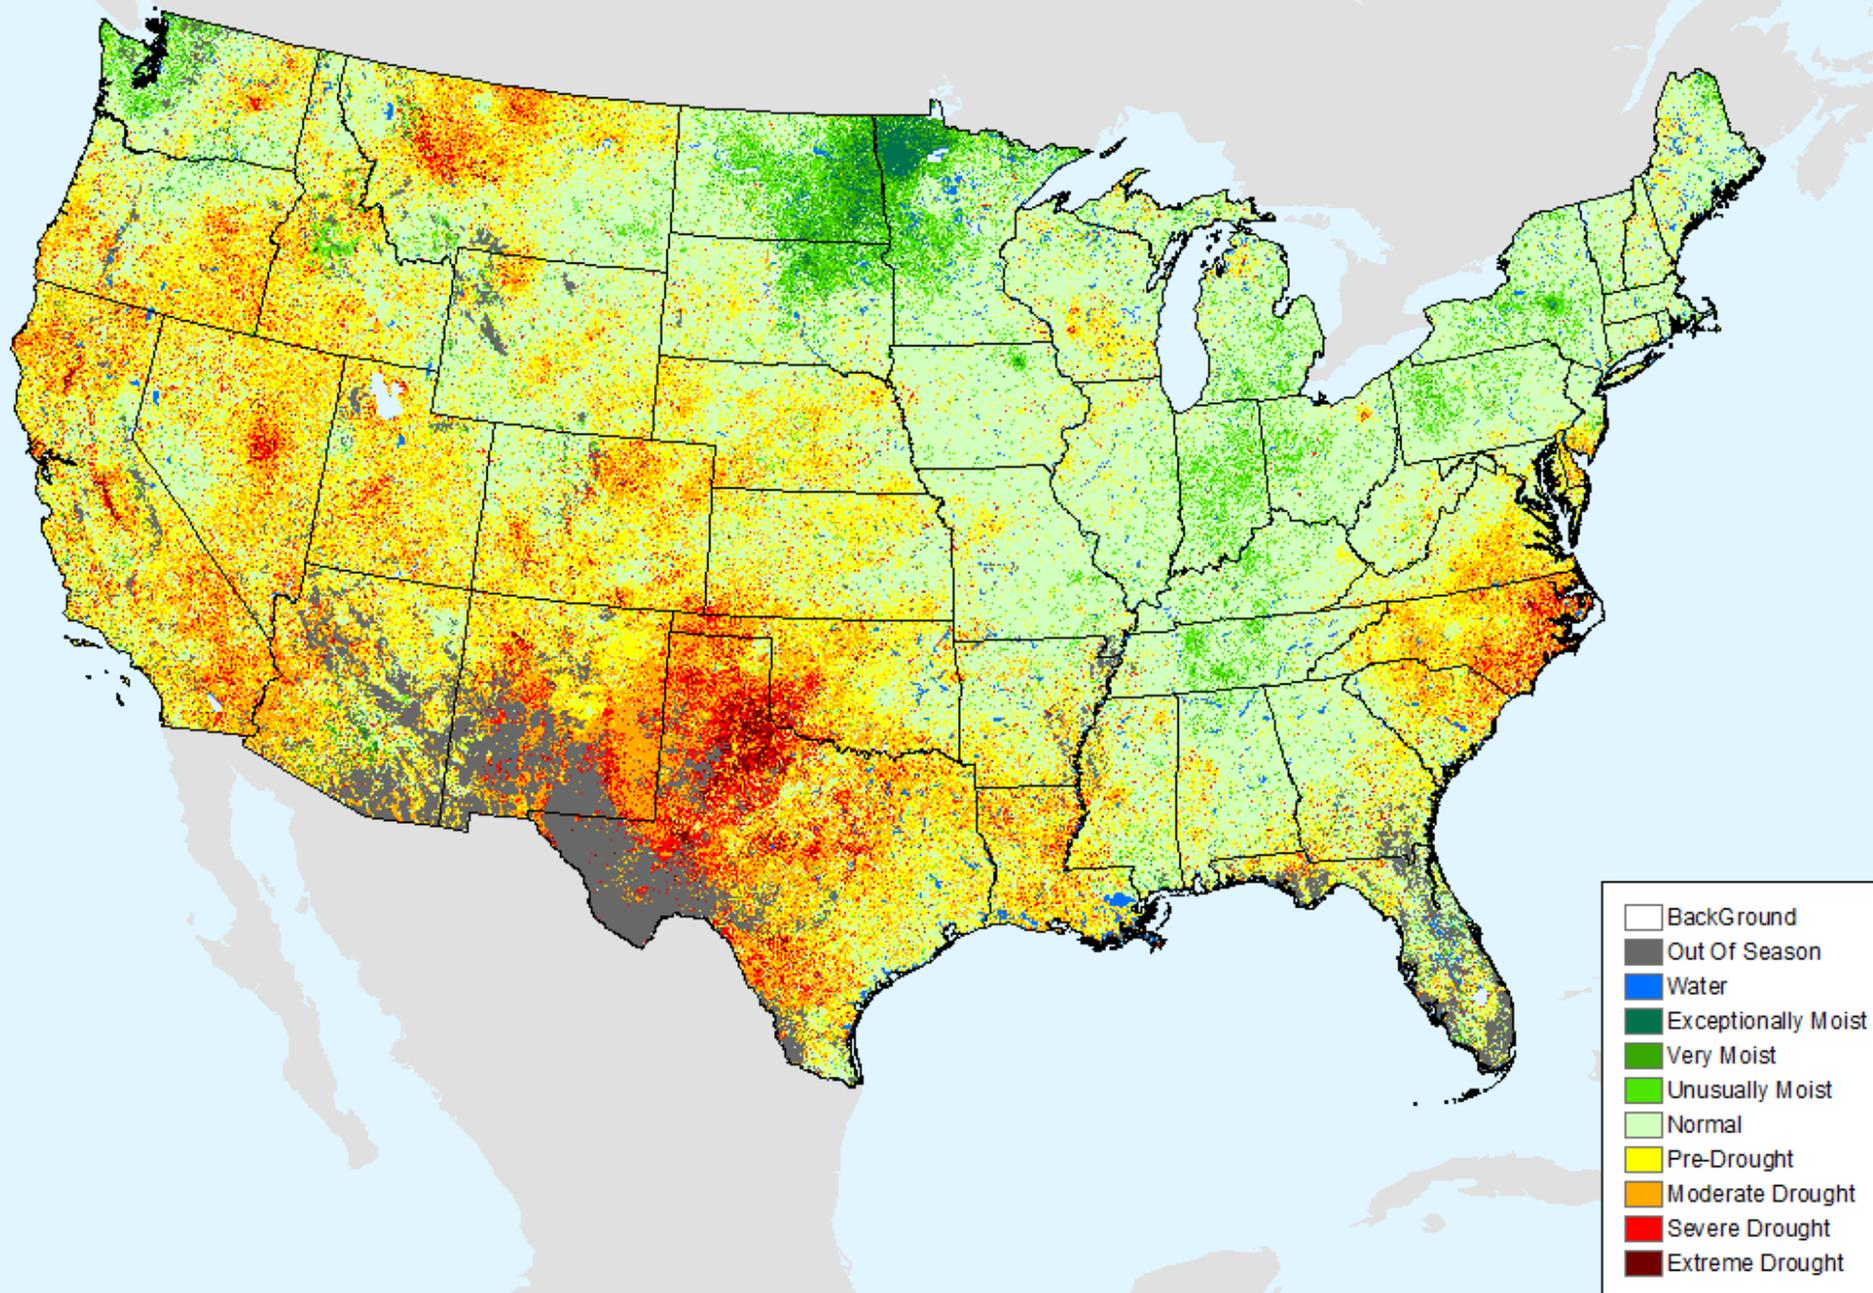 BackGround
Out Of Season
Water
Exceptionally Moist
Very Moist
Unusually Moist
Normal
Pre-Drought
Moderate Drought
Severe Drought
Extreme Drought